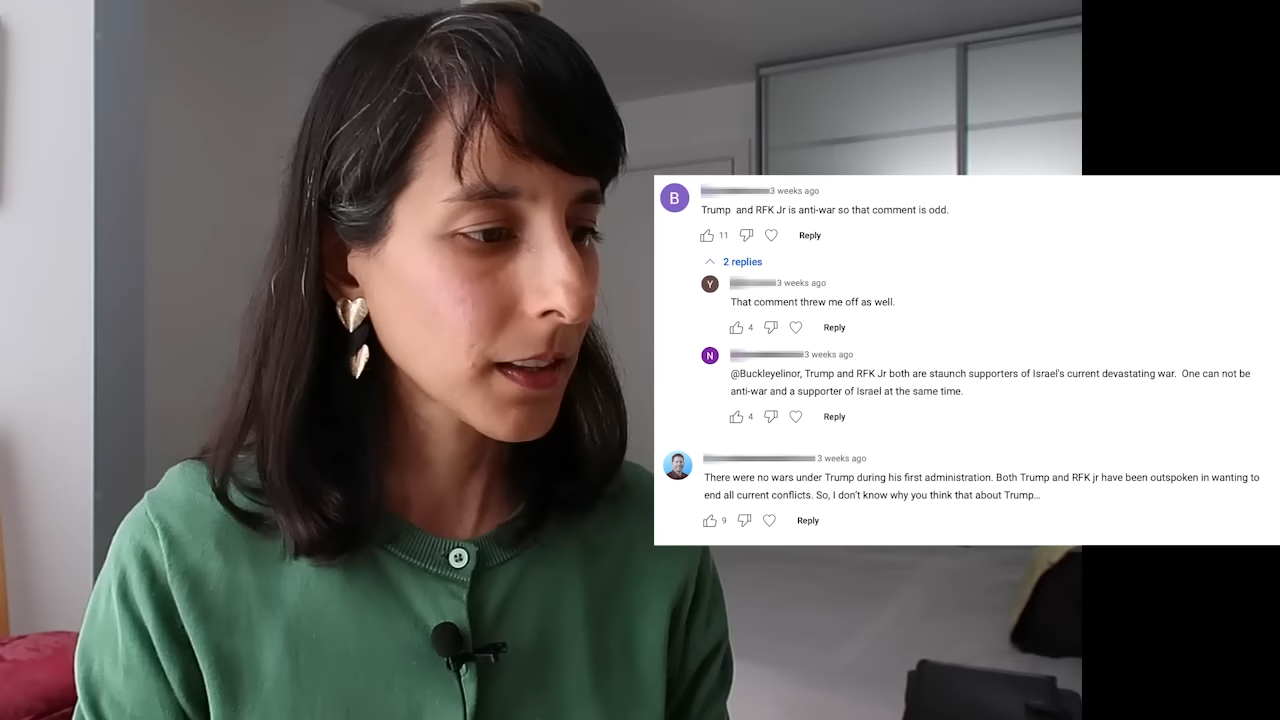 B
3 weeks ago
Trump and RFK Jr is anti-war so that comment is odd.
11 Reply
2 replies
Y
3 weeks ago
That comment threw me off as well.
4 Reply
N
3 weeks ago
@Buckleyelinor, Trump and RFK Jr both are staunch supporters of Israel's current devastating war. One can not be
anti-war and a supporter of Israel at the same time.
4 Reply
3 weeks ago
There were no wars under Trump during his first administration. Both Trump and RFK jr have been outspoken in wanting to
end all current conflicts. So, I don't know why you think that about Trump...
9 Reply